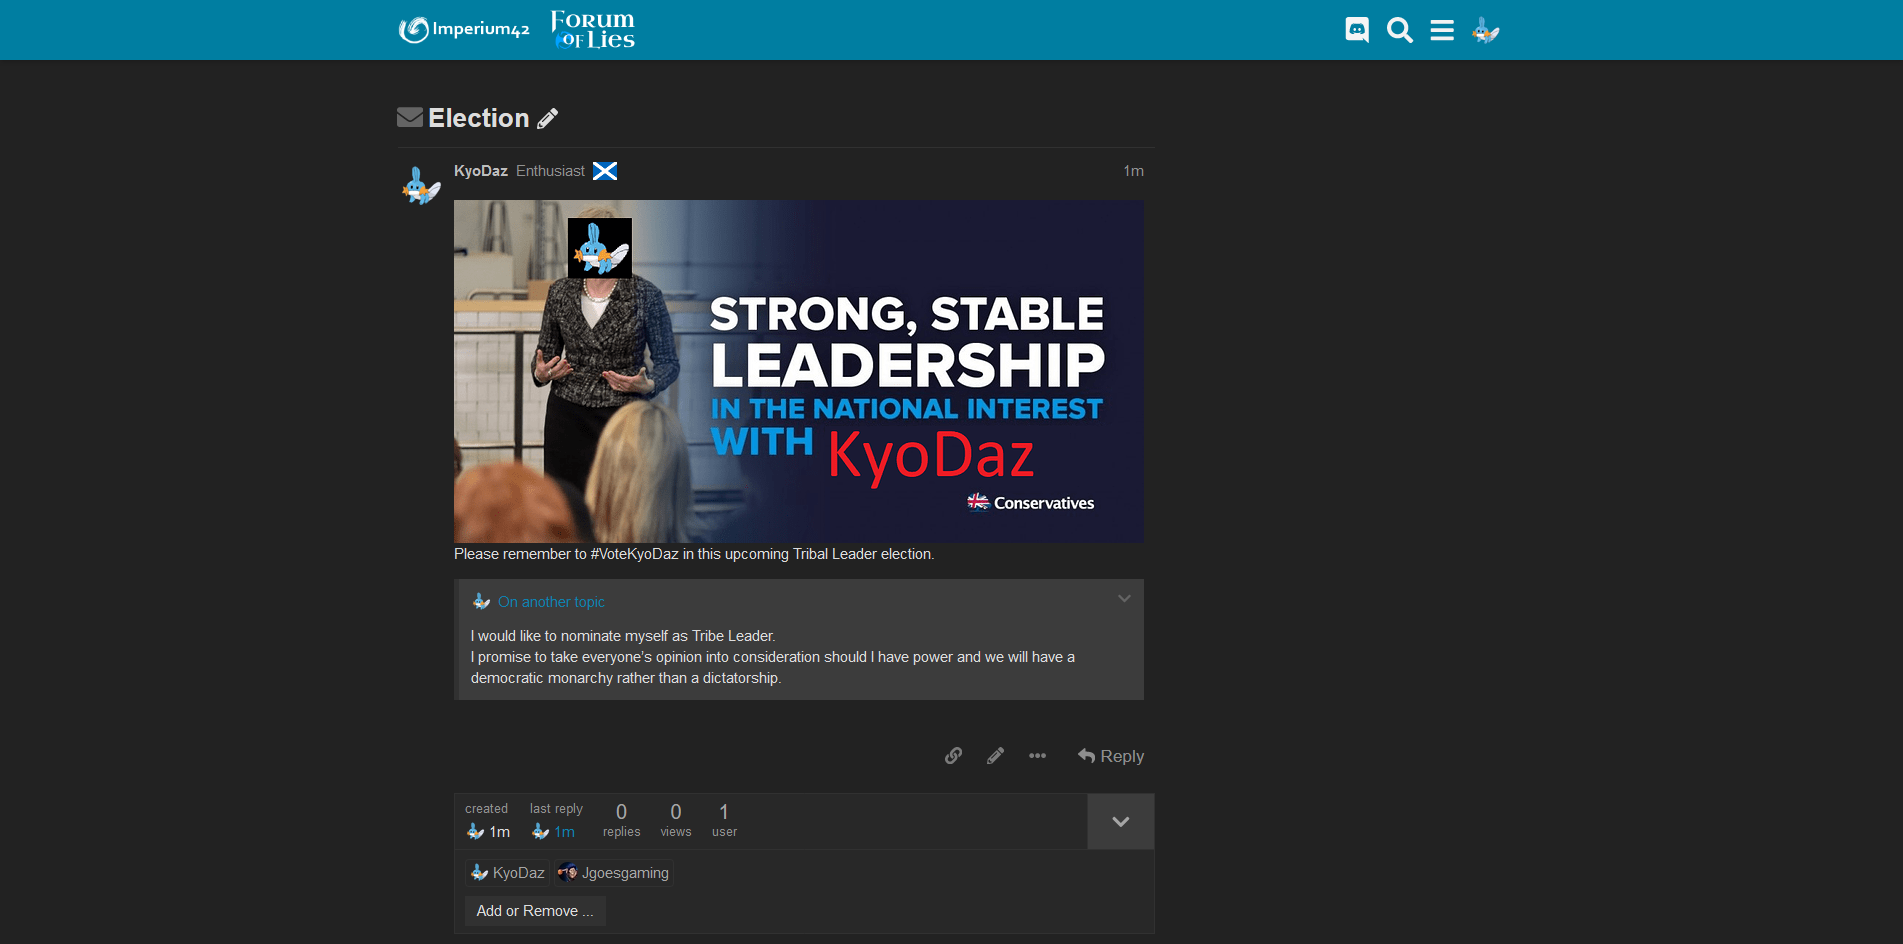 Imperium42
Forum
of Lies
Election
KyoDaz Enthusiast 1m
STRONG, STABLE
LEADERSHIP
IN THE NATIONAL INTEREST
WITH KyoDaz
Conservatives
Please remember to #VoteKyoDaz in this upcoming Tribal Leader election.
On another topic
I would like to nominate myself as Tribe Leader.
I promise to take everyone’s opinion into consideration should I have power and we will have a
democratic monarchy rather than a dictatorship.
Reply
created last reply 0 0 1
1m 1m replies views user
KyoDaz Jgoesgaming
Add or Remove ...